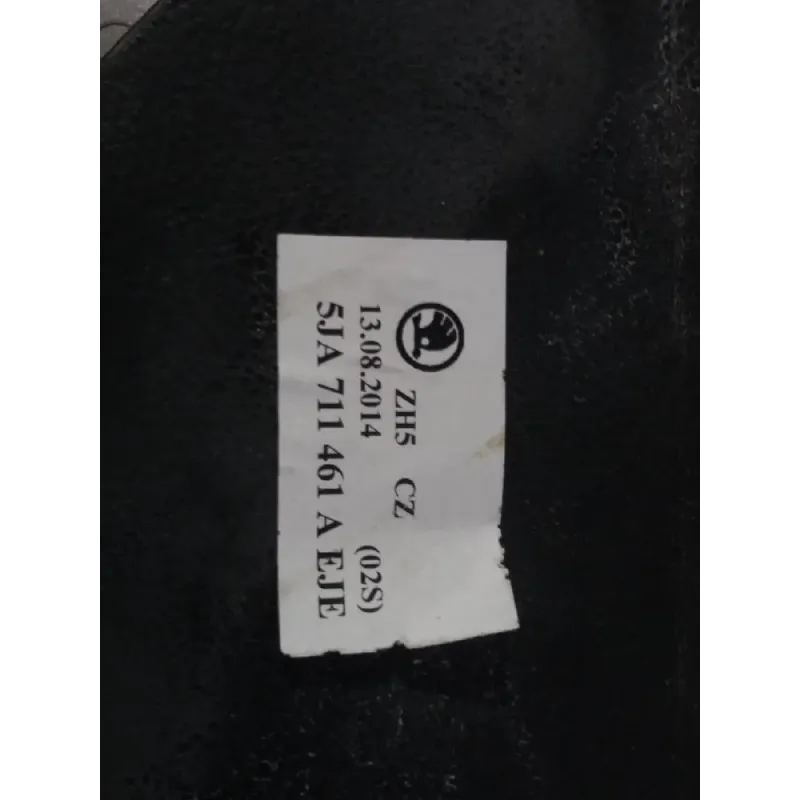 ZH5 CZ
13.08.2014 (02S)
5JA 711 461 A EJE